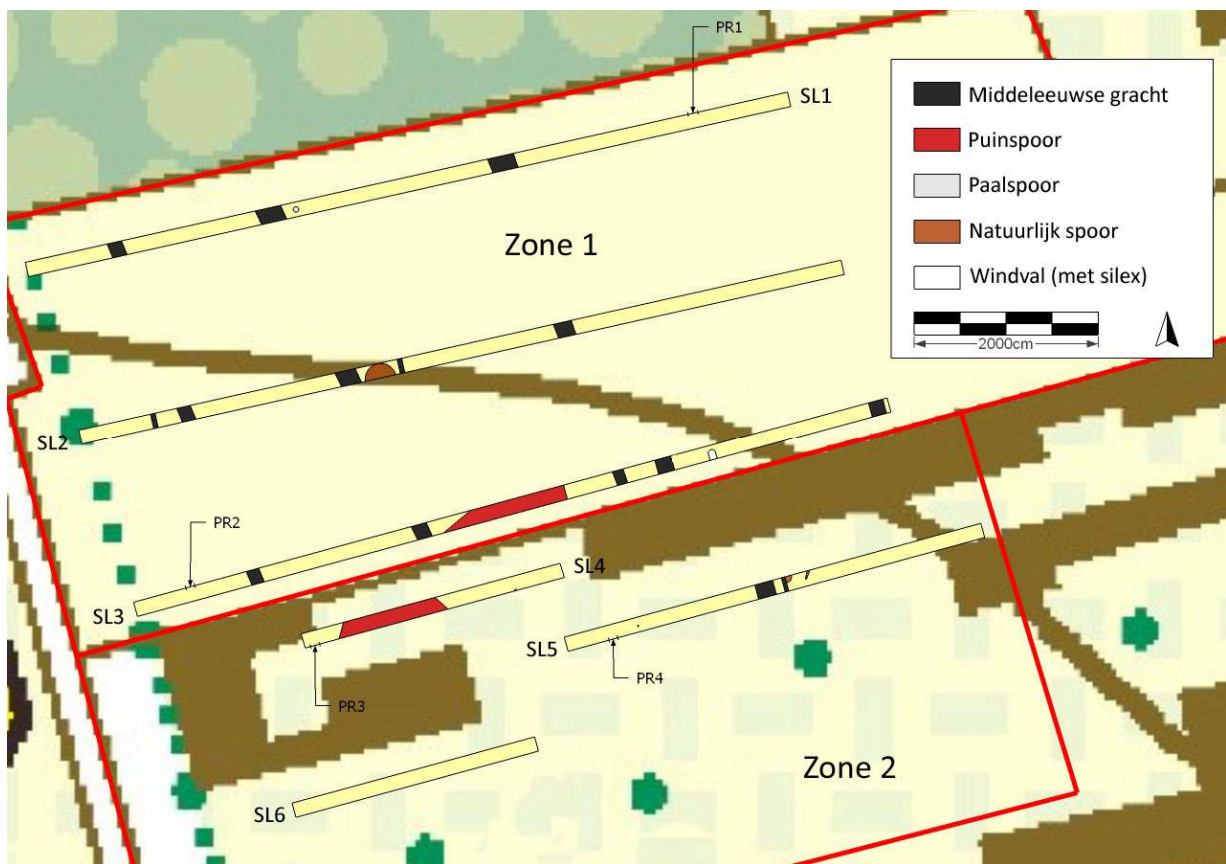 PR1
SL1
Middeleeuwse gracht
Puinspoor
Paalspoor
Natuurlijk spoor
Windval (met silex)
2000cm
Zone 1
SL2
PR2
SL3
SL4
SL5
PR3
PR4
Zone 2
SL6